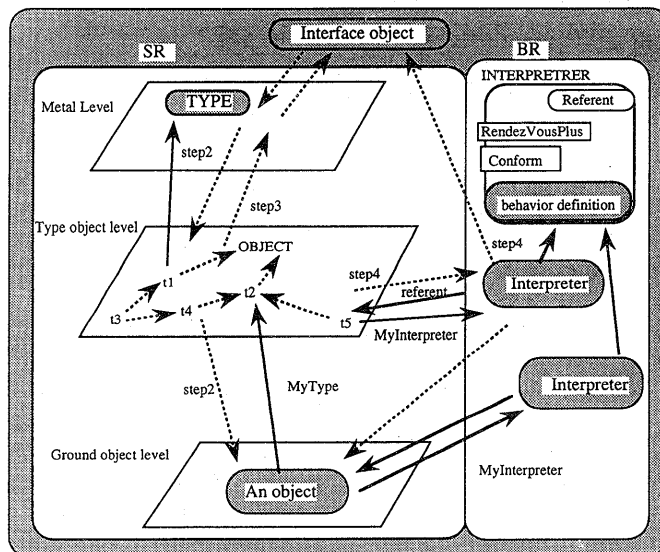 Interface object
SR
BR
Metal Level
TYPE
step2
step3
Type object level
OBJECT
t1
t2
t3
t4
t5
step4
referent
MyInterpreter
step2
MyType
Ground object level
An object
INTERPRETRER
Referent
RendezVousPlus
Conform
behavior definition
step4
Interpreter
Interpreter
MyInterpreter